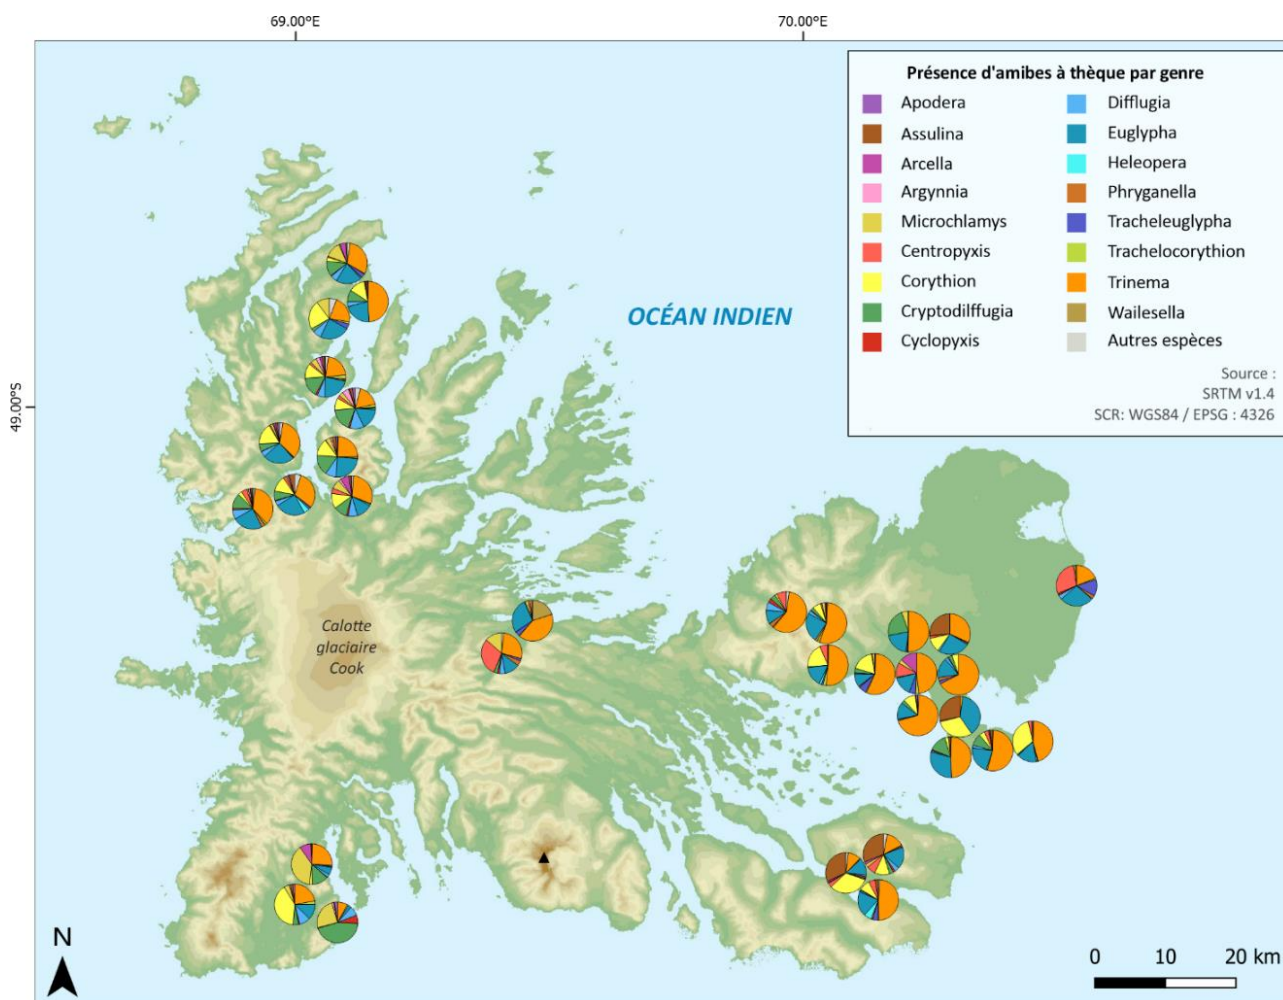 69.00°E
70.00°E
49.00°S
Présence d'amibes à thèque par genre
Apodera
Assulina
Arcella
Argynnia
Microchlamys
Centropyxis
Corythion
Cryptodilffugia
Cyclopyxis
Difflugia
Euglypha
Heleopera
Phryganella
Tracheleuglypha
Trachelocorythion
Trinema
Wailesella
Autres espèces
Source :
SRTM v1.4
SCR: WGS84 / EPSG : 4326
OCÉAN INDIEN
Calotte
glaciaire
Cook
N
0 10 20 km